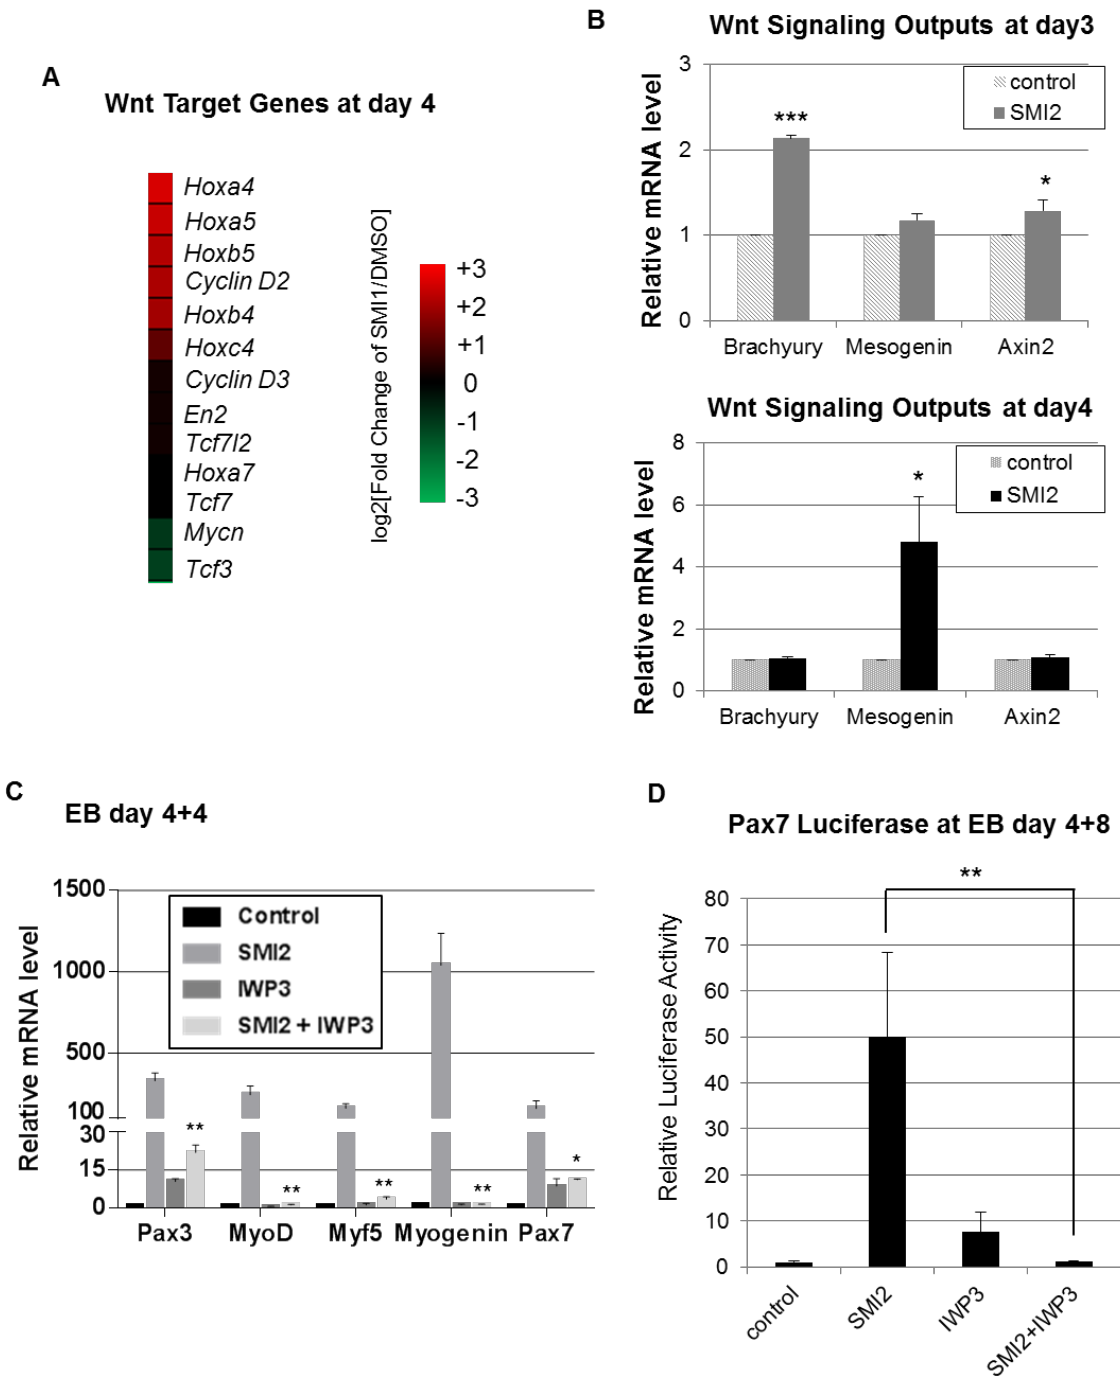 A
Wnt Target Genes at day 4
Hoxa4
Hoxa5
Hoxb5
Cyclin D2
Hoxb4
Hoxc4
Cyclin D3
En2
Tcf7l2
Hoxa7
Tcf7
Mycn
Tcf3
log2[Fold Change of SMI1/DMSO]
+3
+2
+1
0
-1
-2
-3
B
Wnt Signaling Outputs at day3
Relative mRNA level
3
2
1
0
control
SMI2
***
*
Brachyury Mesogenin Axin2
Wnt Signaling Outputs at day4
Relative mRNA level
8
6
4
2
0
control
SMI2
*
Brachyury Mesogenin Axin2
C
EB day 4+4
Relative mRNA level
1500
1000
500
100
30
15
0
Control
SMI2
IWP3
SMI2 + IWP3
**
**
**
**
*
Pax3 MyoD Myf5 Myogenin Pax7
D
Pax7 Luciferase at EB day 4+8
Relative Luciferase Activity
**
80
70
60
50
40
30
20
10
0
control
SMI2
IWP3
SMI2+IWP3